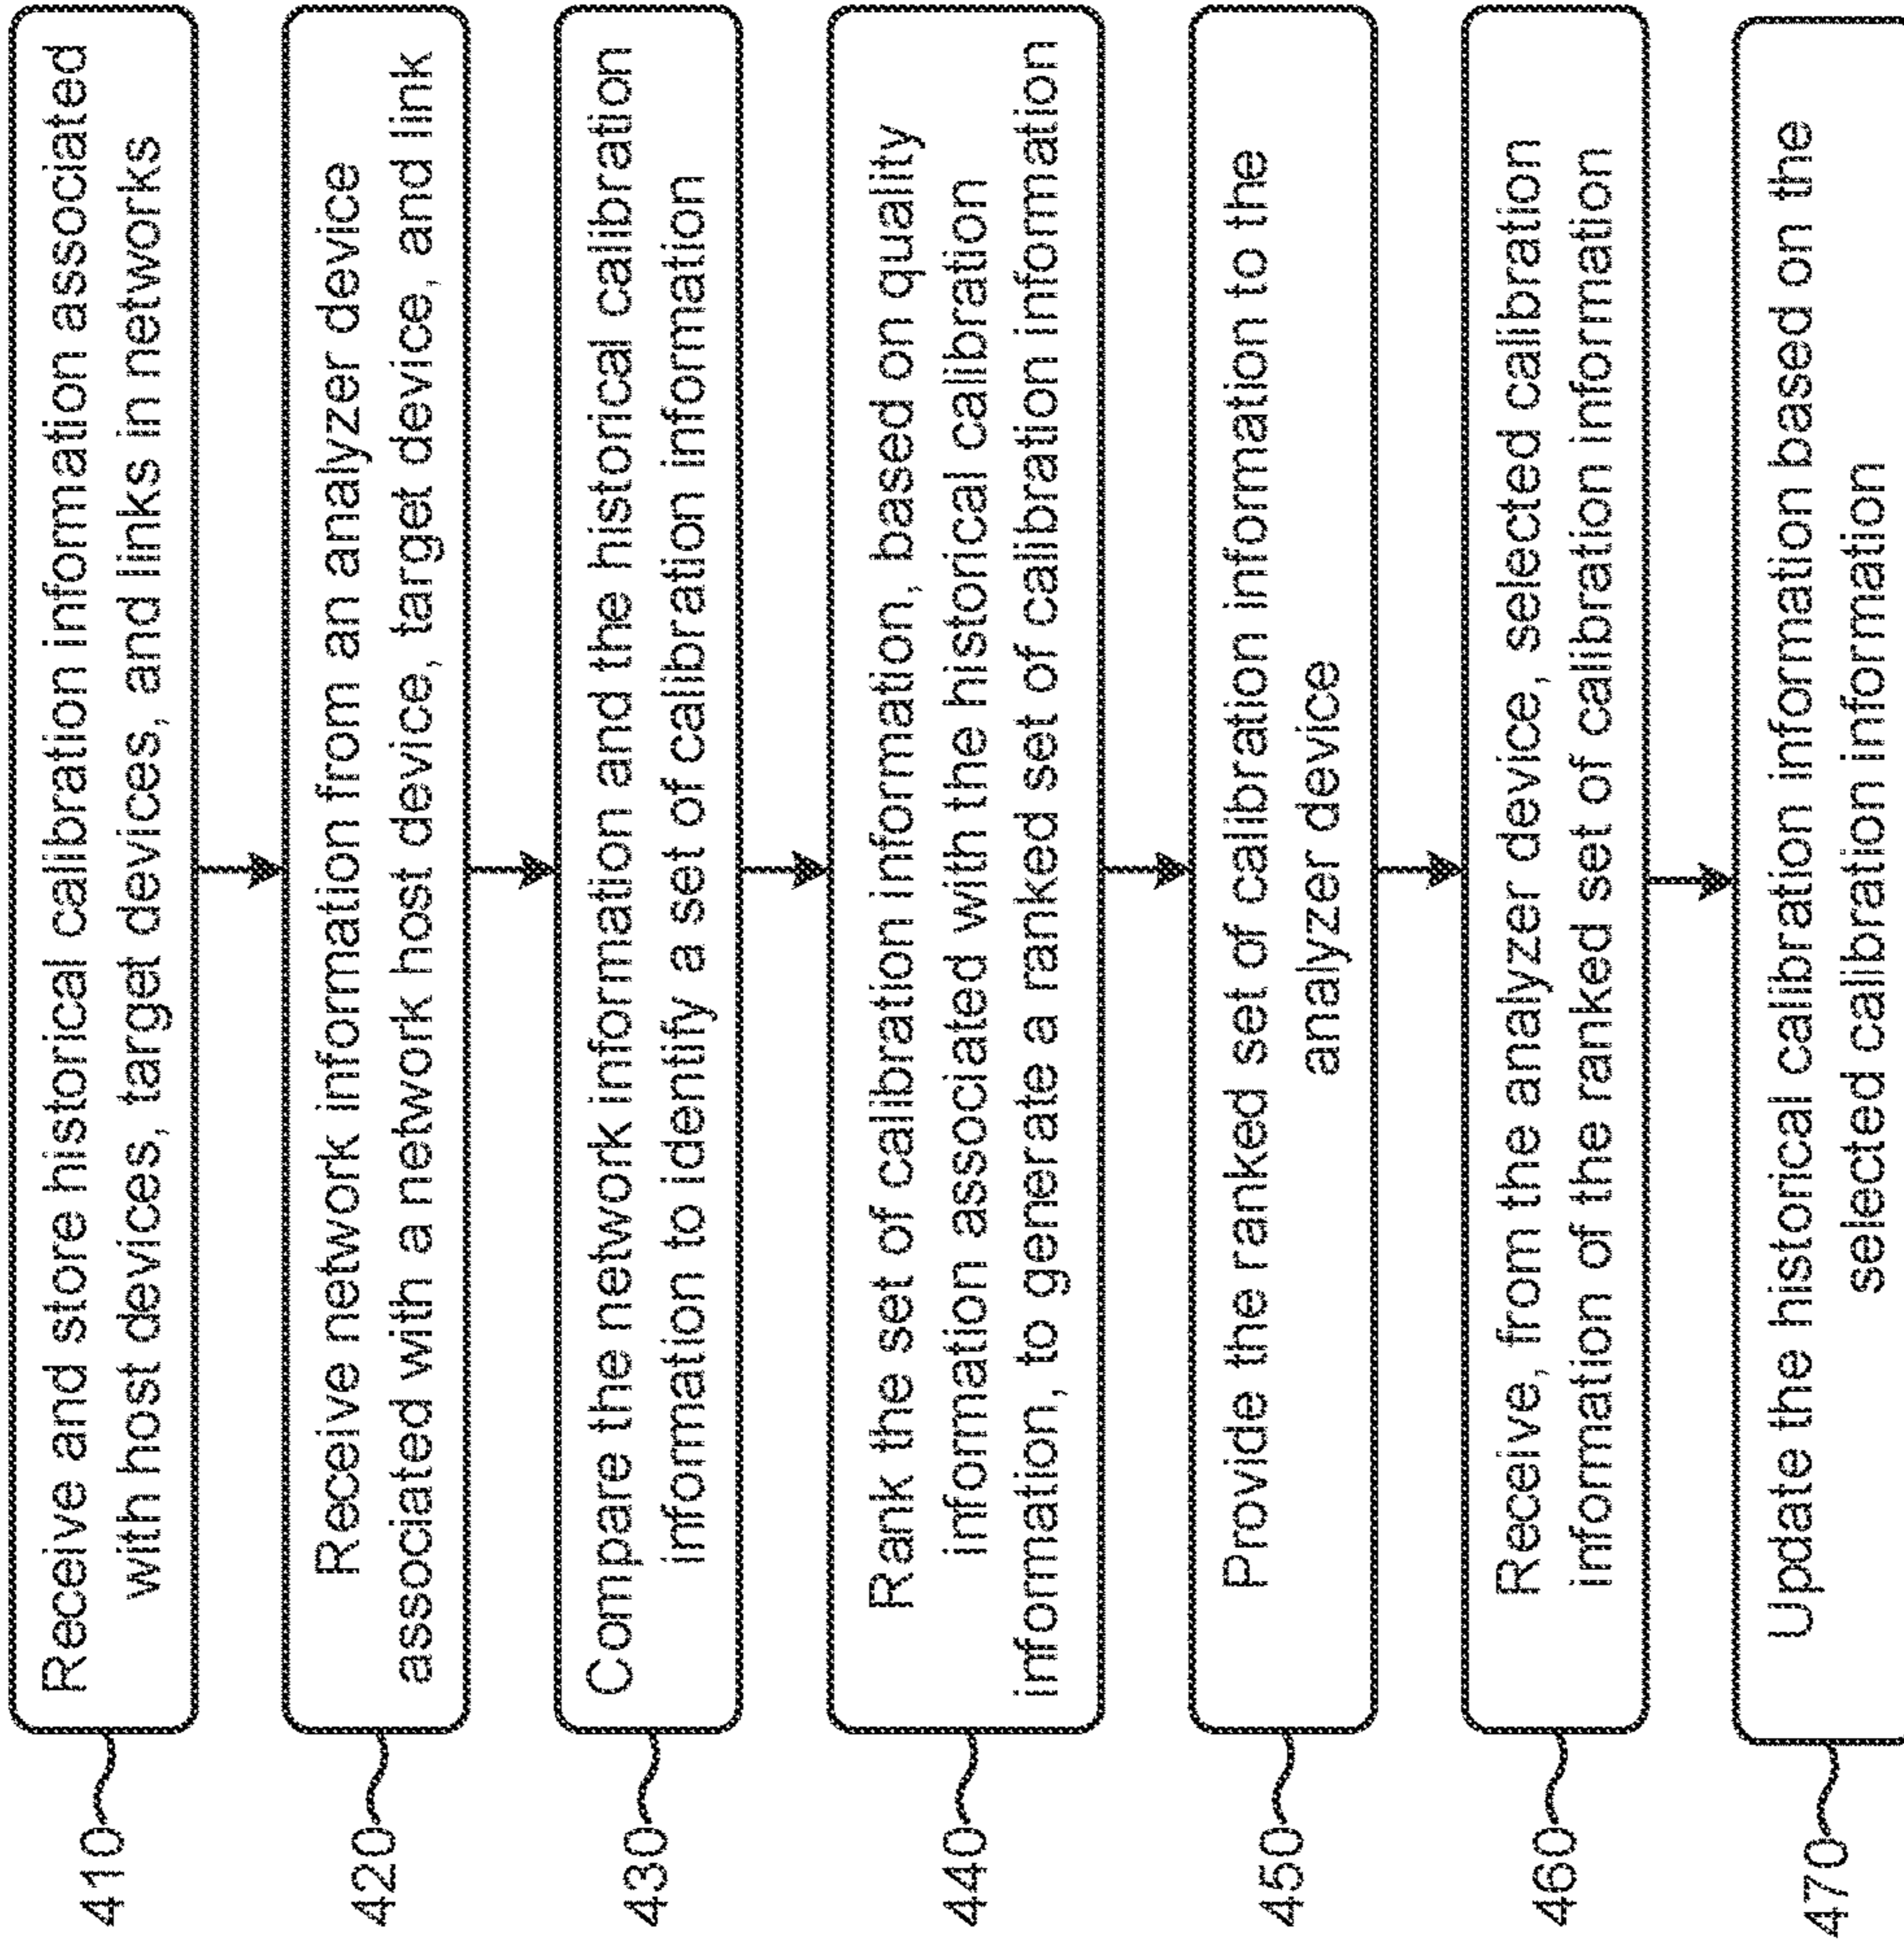 410
Receive and store historical calibration information associated
with host devices, target devices, and links in networks
420
Receive network information from an analyzer device
associated with a network host device, target device, and link
430
Compare the network information and the historical calibration
information to identify a set of calibration information
440
Rank the set of calibration information, based on quality
information associated with the historical calibration
information, to generate a ranked set of calibration information
450
Provide the ranked set of calibration information to the
analyzer device
460
Receive, from the analyzer device, selected calibration
information of the ranked set of calibration information
470
Update the historical calibration information based on the
selected calibration information